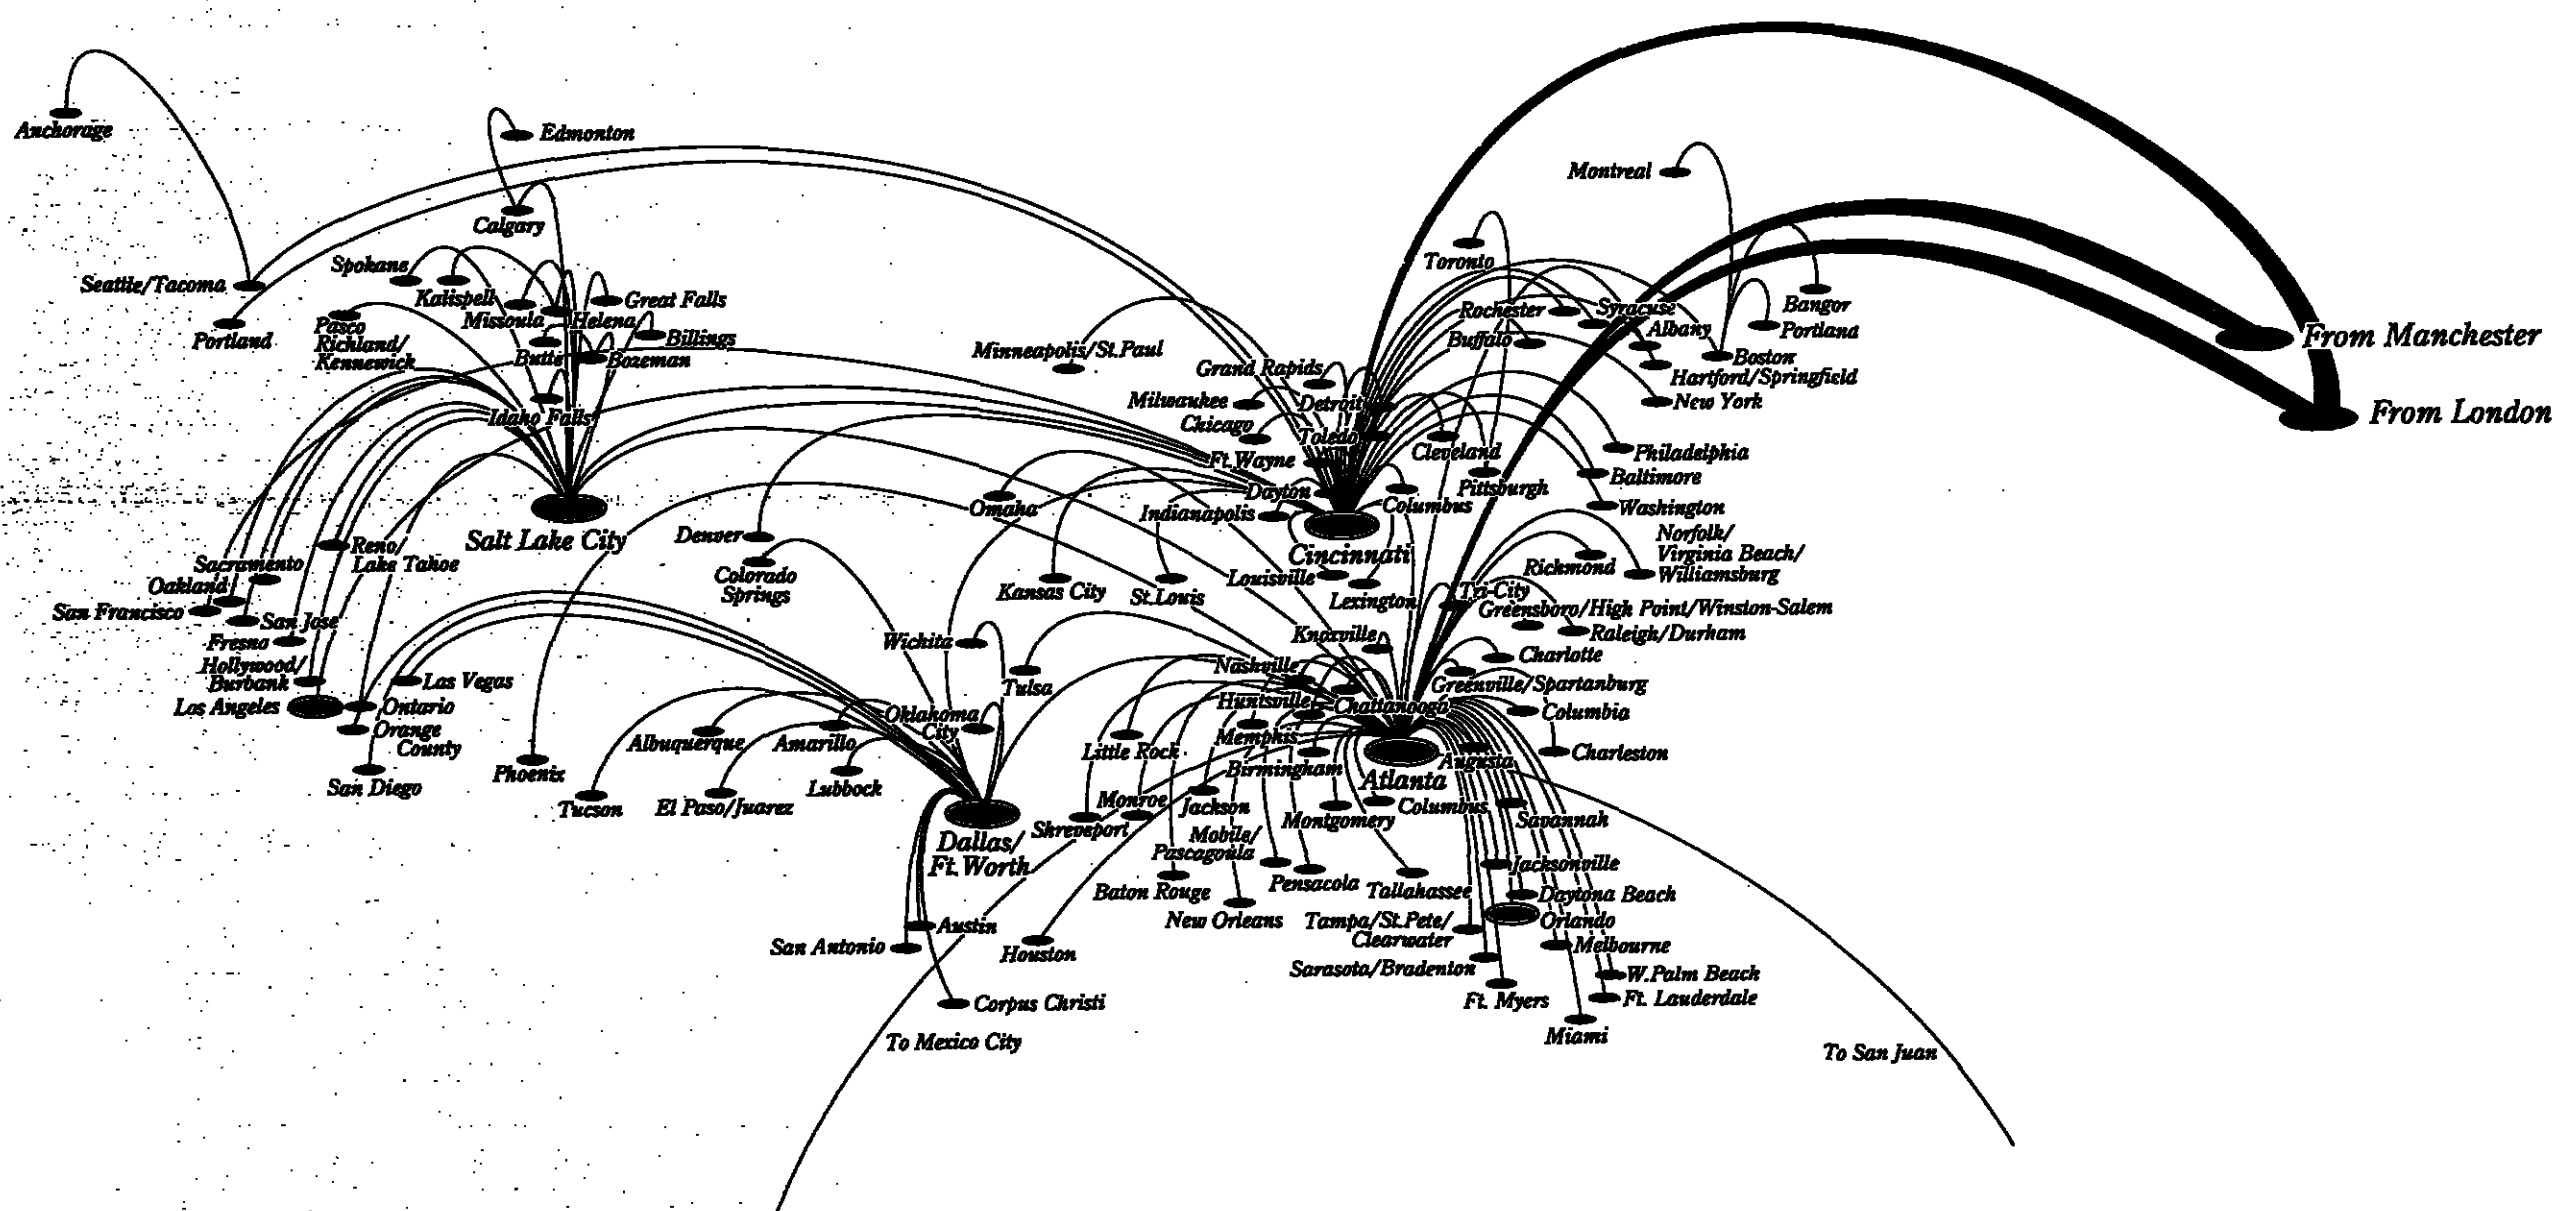 Anchorage
Edmonton
Montreal
Calgary
Toronto
Spokane
Seattle/Tacoma
Kalispell
Great Falls
Bangor
Missoula
Helena
Rochester
Syracuse
Portland
Pasco
Richland/
Kennewick
Billings
Buffalo
Albany
Portland
From Manchester
Butte
Bozeman
Minneapolis/St.Paul
Boston
Grand Rapids
Hartford/Springfield
Milwaukee
Detroit
New York
From London
Idaho Falls
Chicago
Toledo
Cleveland
Philadelphia
Ft.Wayne
Baltimore
Dayton
Pittsburgh
Omaha
Indianapolis
Columbus
Washington
Salt Lake City
Denver
Cincinnati
Norfolk/
Virginia Beach/
Williamsburg
Reno/
Lake Tahoe
Sacramento
Oakland
San Francisco
Colorado
Springs
Kansas City
St.Louis
Louisville
Lexington
Richmond
Tri-City
Greensboro/High Point/Winston-Salem
San Jose
Fresno
Wichita
Knoxville
Raleigh/Durham
Hollywood/
Burbank
Las Vegas
Tulsa
Nashville
Charlotte
Greenville/Spartanburg
Los Angeles
Ontario
Huntsville
Chattanooga
Columbia
Orange
County
Oklahoma
City
Albuquerque
Amarillo
Little Rock
Memphis
Charleston
San Diego
Phoenix
Lubbock
Birmingham
Atlanta
Augusta
Tucson
El Paso/Juarez
Monroe
Jackson
Columbus
Shreveport
Montgomery
Savannah
Dallas/
Ft.Worth
Mobile/
Pascagoula
Jacksonville
Baton Rouge
Pensacola
Tallahassee
Daytona Beach
New Orleans
Tampa/St.Pete/
Clearwater
Orlando
Austin
San Antonio
Houston
Melbourne
Sarasota/Bradenton
W.Palm Beach
Corpus Christi
Ft. Myers
Ft. Lauderdale
Miami
To Mexico City
To San Juan